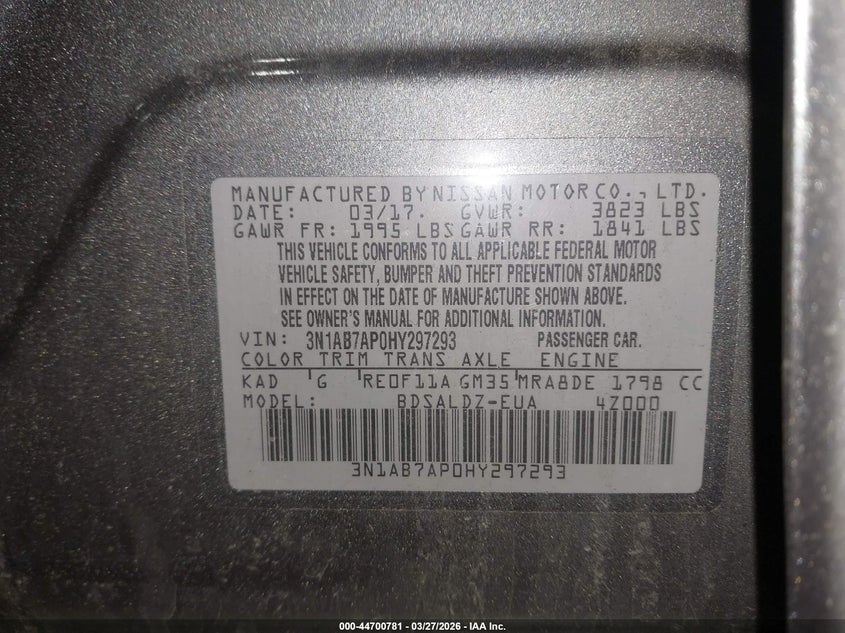 MANUFACTURED BY NISSAN MOTOR CO., LTD.
DATE: 03/17. GVWR: 3823 LBS
GAWR FR: 1995 LBS GAWR RR: 1841 LBS
THIS VEHICLE CONFORMS TO ALL APPLICABLE FEDERAL MOTOR
VEHICLE SAFETY, BUMPER AND THEFT PREVENTION STANDARDS
IN EFFECT ON THE DATE OF MANUFACTURE SHOWN ABOVE.
SEE OWNER'S MANUAL FOR ADDITIONAL INFORMATION.
VIN: 3N1AB7AP0HY297293 PASSENGER CAR.
COLOR TRIM TRANS AXLE ENGINE
KAD G RE0F11A GM35 MRA8DE 1798 CC
MODEL: BDSALDZ-EUA 4Z000
3N1AB7AP0HY297293
000-44700781 - 03/27/2026 - IAA Inc.